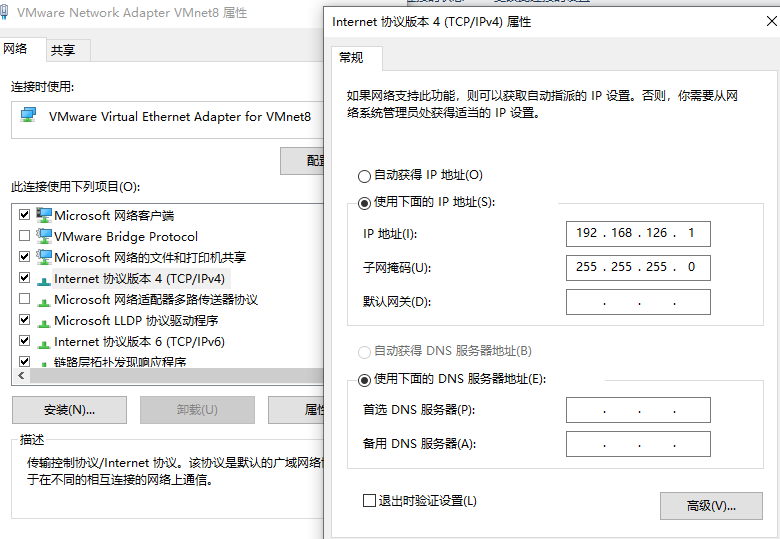 VMware Network Adapter VMnet8 属性
网络
共享
连接时使用:
VMware Virtual Ethernet Adapter for VMnet8
此连接使用下列项目(O):
Microsoft 网络客户端
VMware Bridge Protocol
Microsoft 网络的文件和打印机共享
Internet 协议版本 4 (TCP/IPv4)
Microsoft 网络适配器多路传送器协议
Microsoft LLDP 协议驱动程序
Internet 协议版本 6 (TCP/IPv6)
链路层拓扑发现响应程序
安装(N)...
卸载(U)
属性
描述
传输控制协议/Internet 协议。该协议是默认的广域网络
于在不同的相互连接的网络上通信。
Internet 协议版本 4 (TCP/IPv4) 属性
常规
如果网络支持此功能，则可以获取自动指派的 IP 设置。否则，你需要从网
络系统管理员处获得适当的 IP 设置。
自动获得 IP 地址(O)
使用下面的 IP 地址(S):
IP 地址(I):
192 . 168 . 126 . 1
子网掩码(U):
255 . 255 . 255 . 0
默认网关(D):
. . .
自动获得 DNS 服务器地址(B)
使用下面的 DNS 服务器地址(E):
首选 DNS 服务器(P):
. . .
备用 DNS 服务器(A):
. . .
退出时验证设置(L)
高级(V)...